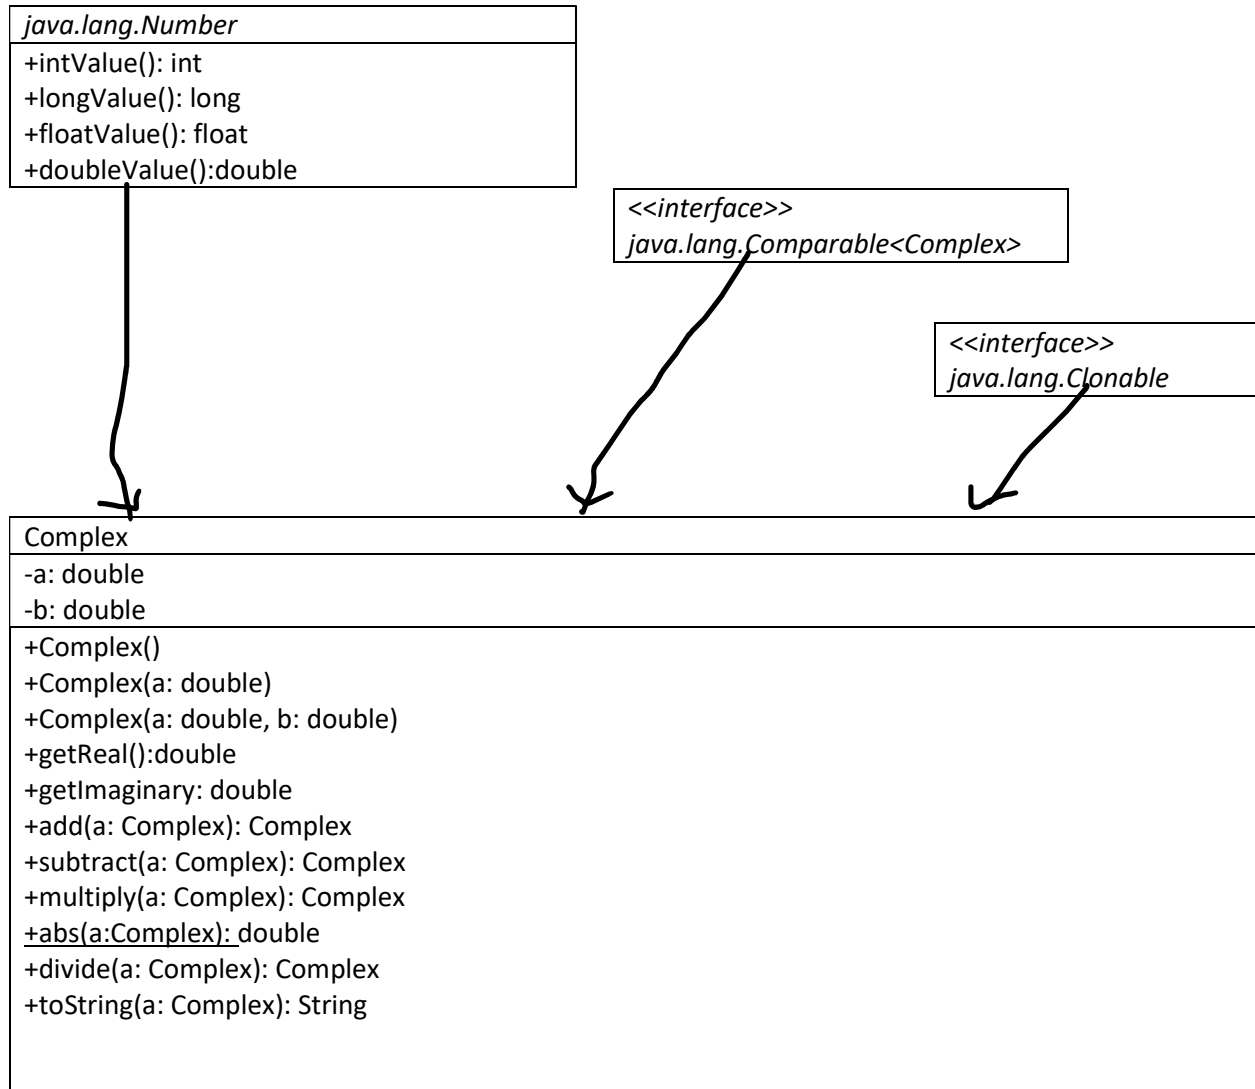 java.lang.Number
+intValue(): int
+longValue(): long
+floatValue(): float
+doubleValue():double
<<interface>>
java.lang.Comparable<Complex>
<<interface>>
java.lang.Clonable
Complex
-a: double
-b: double
+Complex()
+Complex(a: double)
+Complex(a: double, b: double)
+getReal():double
+getImaginary: double
+add(a: Complex): Complex
+subtract(a: Complex): Complex
+multiply(a: Complex): Complex
+abs(a:Complex): double
+divide(a: Complex): Complex
+toString(a: Complex): String